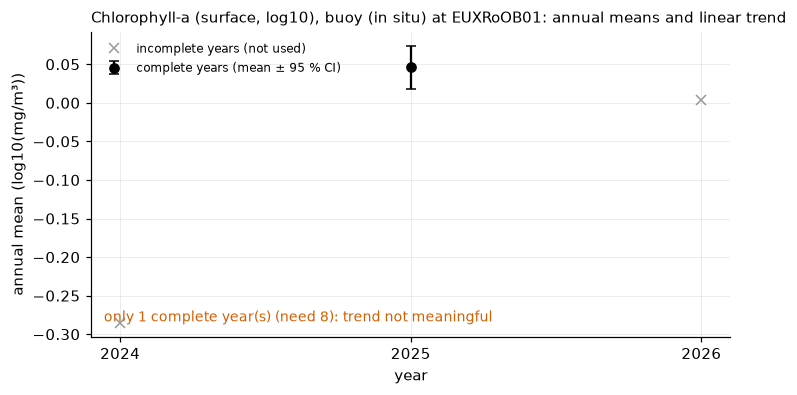 Chlorophyll-a (surface, log10), buoy (in situ) at EUXRoOB01: annual means and linear trend
incomplete years (not used)
complete years (mean ± 95 % CI)
annual mean (log10(mg/m³))
0.05
0.00
−0.05
−0.10
−0.15
−0.20
−0.25
−0.30
only 1 complete year(s) (need 8): trend not meaningful
2024
2025
2026
year